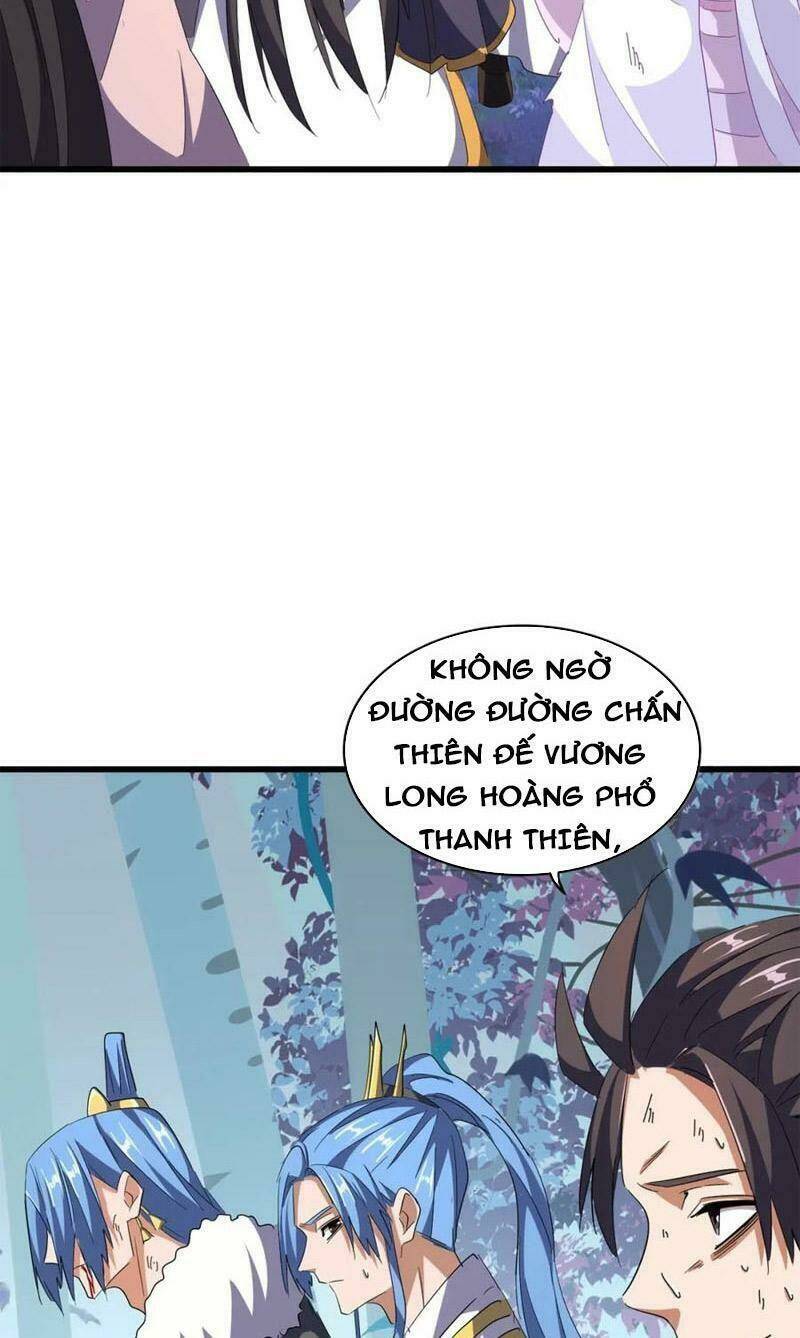 KHÔNG NGỜ
ĐƯỜNG ĐƯỜNG CHẤN
THIÊN ĐẾ VƯƠNG
LONG HOÀNG PHỔ
THANH THIÊN,